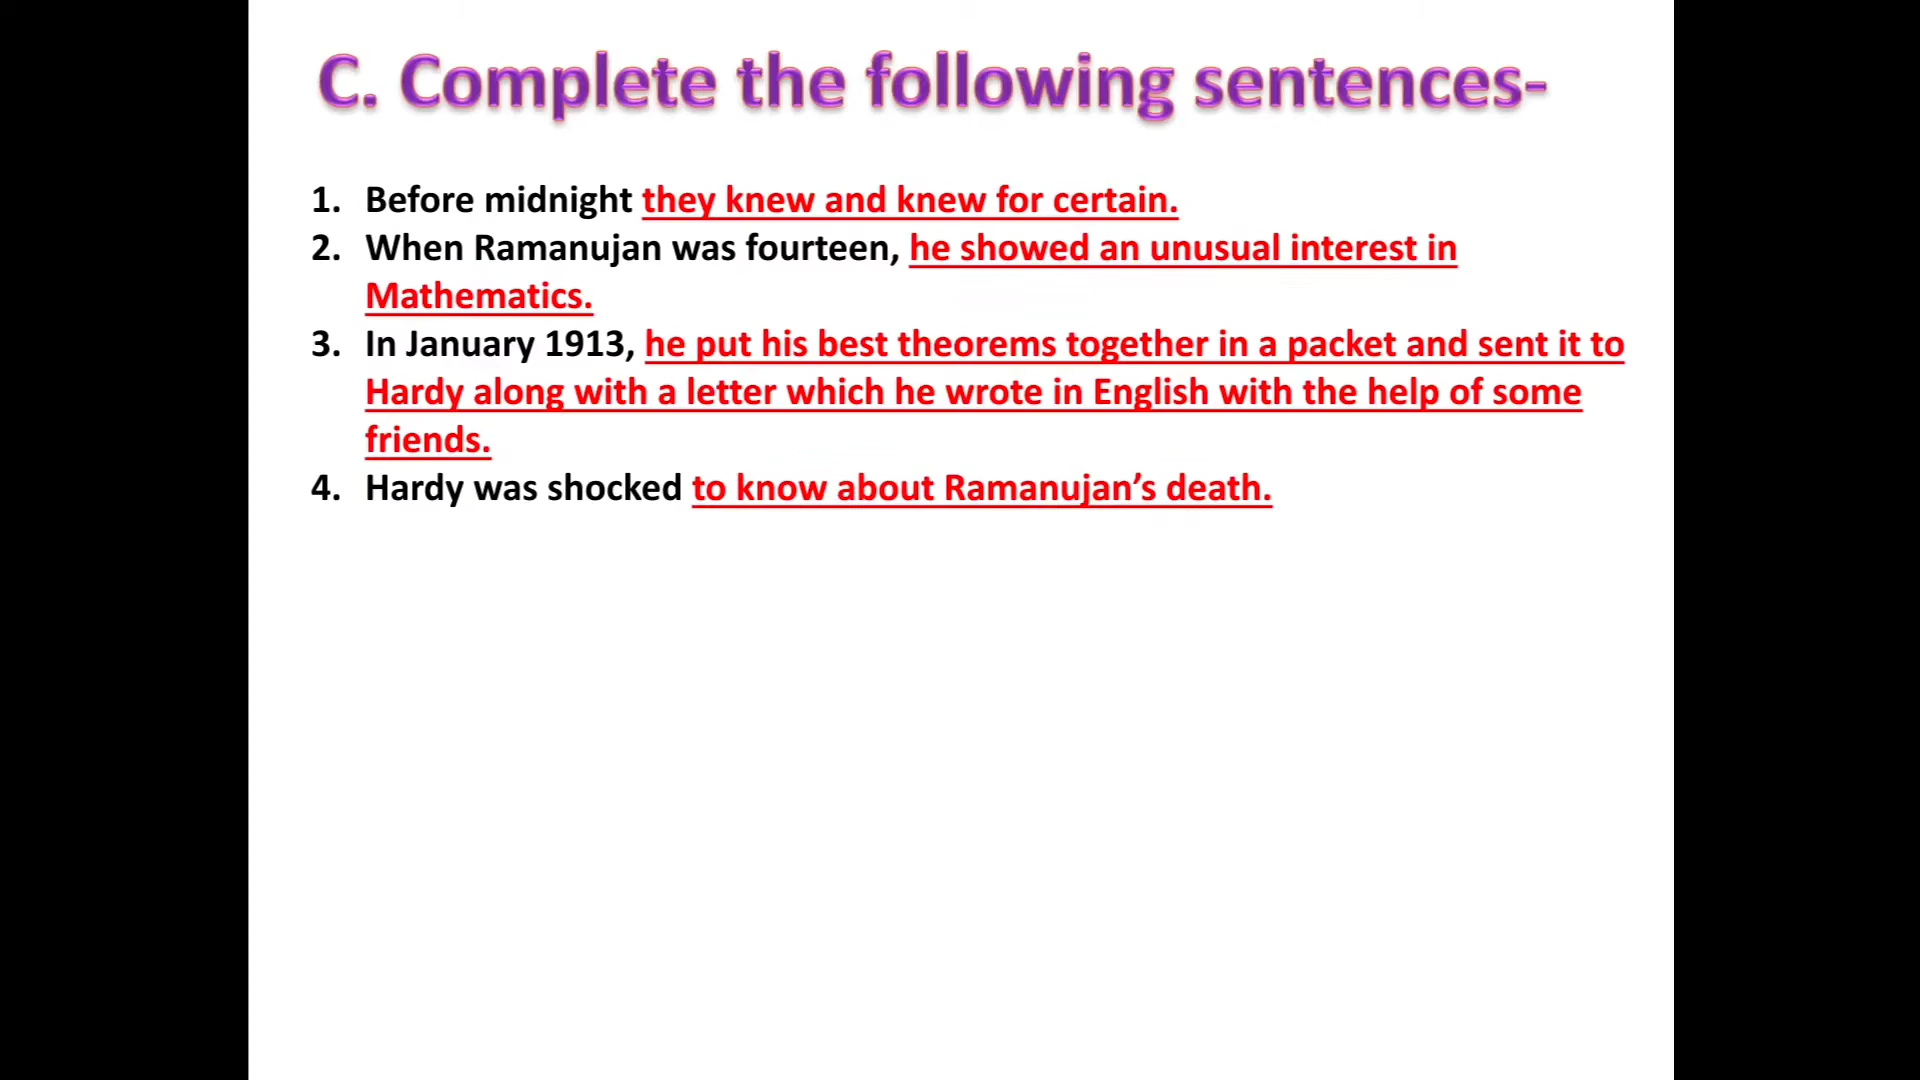 C. Complete the following sentences-
1. Before midnight they knew and knew for certain.
2. When Ramanujan was fourteen, he showed an unusual interest in
Mathematics.
3. In January 1913, he put his best theorems together in a packet and sent it to
Hardy along with a letter which he wrote in English with the help of some
friends.
4. Hardy was shocked to know about Ramanujan’s death.